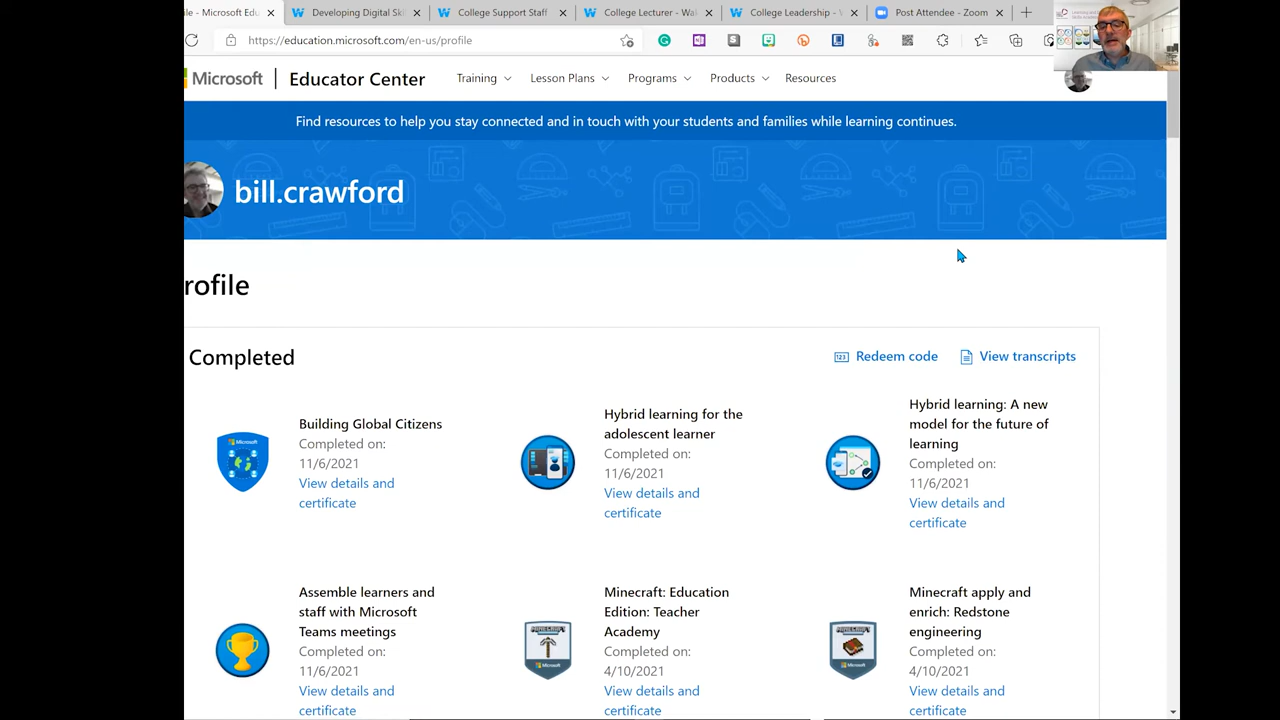 ile - Microsoft Edu
Developing Digital Ski
College Support Staff
College Lecturer - Wa
College Leadership - V
Post Attendee - Zoom
https://education.microsoft.com/en-us/profile
Microsoft
Educator Center
Training
Lesson Plans
Programs
Products
Resources
Find resources to help you stay connected and in touch with your students and families while learning continues.
bill.crawford
rofile
Completed
Redeem code
View transcripts
Building Global Citizens
Completed on:
11/6/2021
View details and
certificate
Hybrid learning for the
adolescent learner
Completed on:
11/6/2021
View details and
certificate
Hybrid learning: A new
model for the future of
learning
Completed on:
11/6/2021
View details and
certificate
Assemble learners and
staff with Microsoft
Teams meetings
Completed on:
11/6/2021
View details and
certificate
Minecraft: Education
Edition: Teacher
Academy
Completed on:
4/10/2021
View details and
certificate
Minecraft apply and
enrich: Redstone
engineering
Completed on:
4/10/2021
View details and
certificate